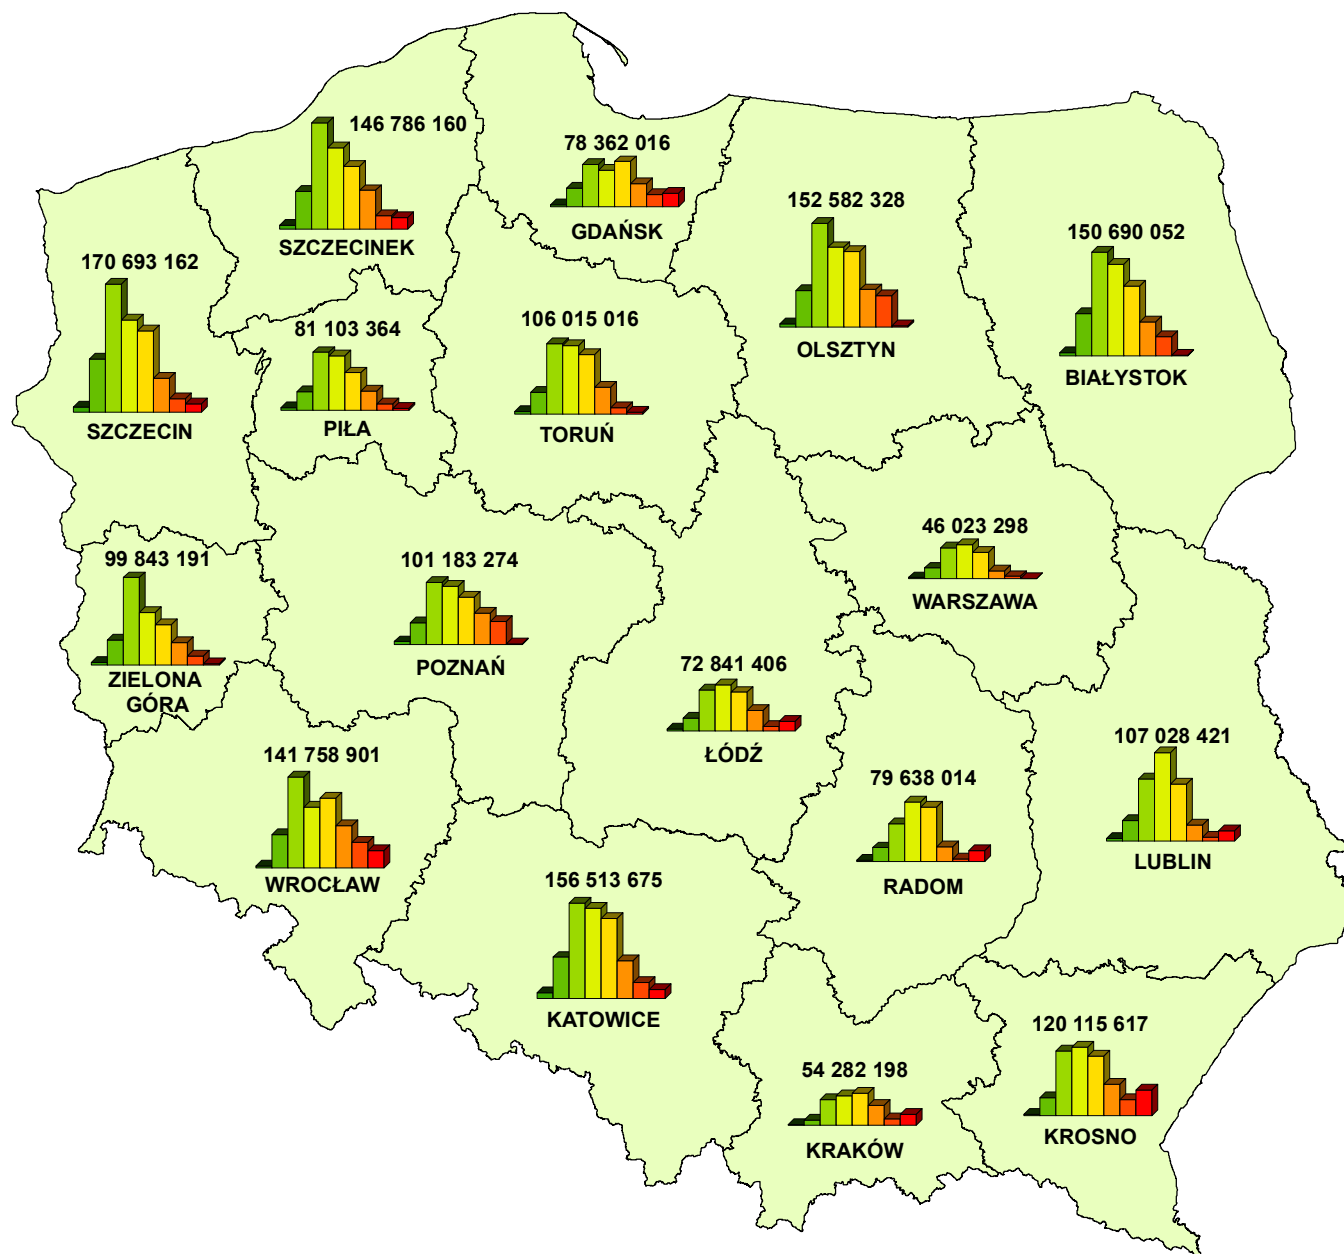 146 786 160
SZCZECINEK
78 362 016
GDAŃSK
152 582 328
OLSZTYN
150 690 052
BIAŁYSTOK
170 693 162
SZCZECIN
81 103 364
PIŁA
106 015 016
TORUŃ
46 023 298
WARSZAWA
99 843 191
ZIELONA
GÓRA
101 183 274
POZNAŃ
72 841 406
ŁÓDŹ
107 028 421
LUBLIN
141 758 901
WROCŁAW
79 638 014
RADOM
156 513 675
KATOWICE
54 282 198
KRAKÓW
120 115 617
KROSNO